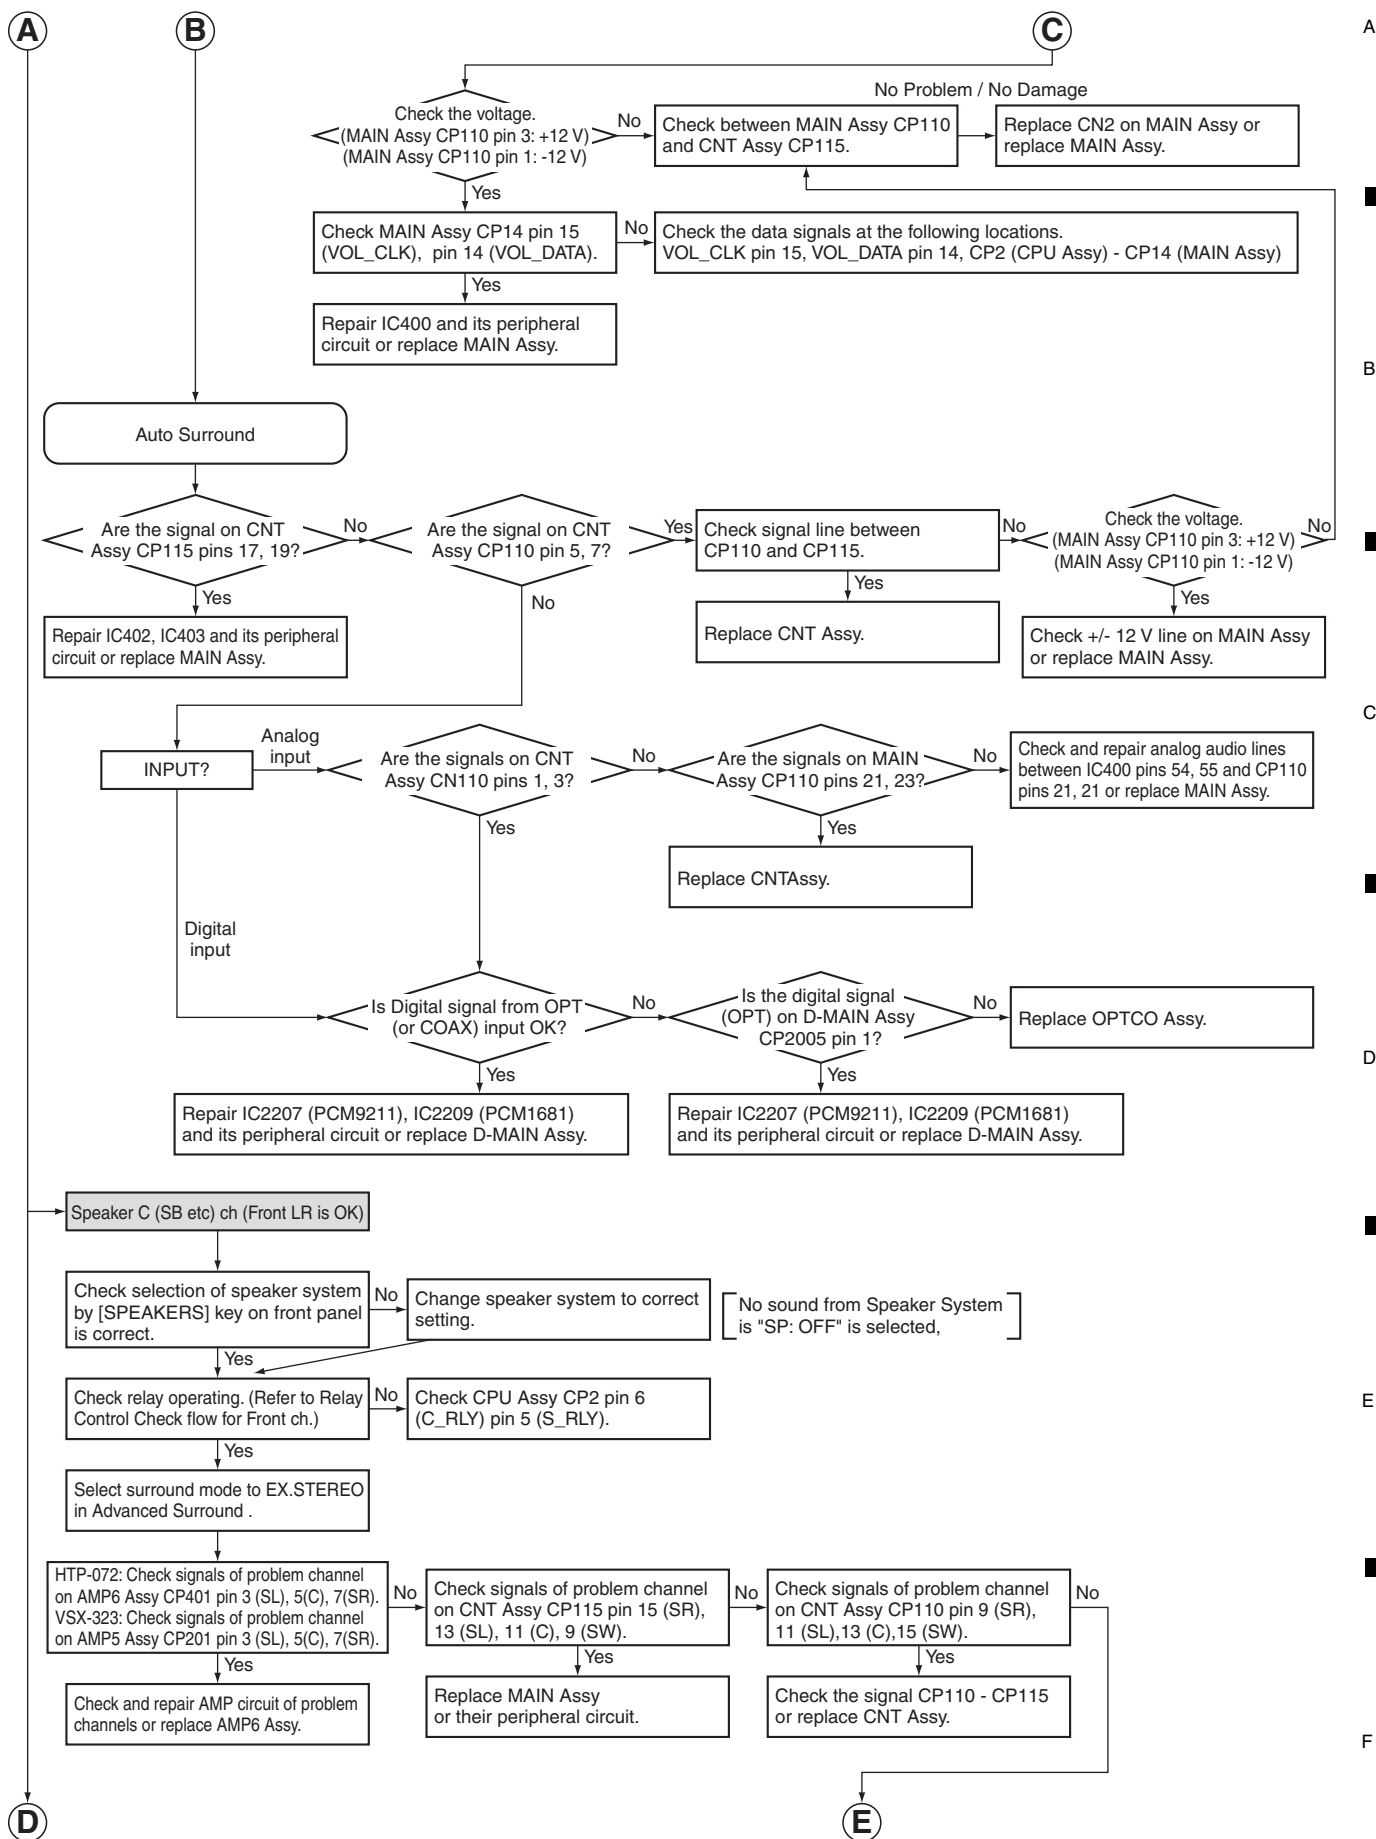 A
B
C
A
No Problem / No Damage
Check the voltage.
(MAIN Assy CP110 pin 3: +12 V)
(MAIN Assy CP110 pin 1: -12 V)
No
Check between MAIN Assy CP110
and CNT Assy CP115.
Replace CN2 on MAIN Assy or
replace MAIN Assy.
Yes
Check MAIN Assy CP14 pin 15
(VOL_CLK), pin 14 (VOL_DATA).
No
Check the data signals at the following locations.
VOL_CLK pin 15, VOL_DATA pin 14, CP2 (CPU Assy) - CP14 (MAIN Assy)
Yes
Repair IC400 and its peripheral
circuit or replace MAIN Assy.
B
Auto Surround
Are the signal on CNT
Assy CP115 pins 17, 19?
No
Are the signal on CNT
Assy CP110 pin 5, 7?
Yes
Check signal line between
CP110 and CP115.
No
Check the voltage.
(MAIN Assy CP110 pin 3: +12 V)
(MAIN Assy CP110 pin 1: -12 V)
No
Yes
No
Yes
Yes
Repair IC402, IC403 and its peripheral
circuit or replace MAIN Assy.
Replace CNT Assy.
Check +/- 12 V line on MAIN Assy
or replace MAIN Assy.
C
INPUT?
Analog
input
Are the signals on CNT
Assy CN110 pins 1, 3?
No
Are the signals on MAIN
Assy CP110 pins 21, 23?
No
Check and repair analog audio lines
between IC400 pins 54, 55 and CP110
pins 21, 21 or replace MAIN Assy.
Yes
Yes
Replace CNTAssy.
Digital
input
Is Digital signal from OPT
(or COAX) input OK?
No
Is the digital signal
(OPT) on D-MAIN Assy
CP2005 pin 1?
No
Replace OPTCO Assy.
D
Yes
Yes
Repair IC2207 (PCM9211), IC2209 (PCM1681)
and its peripheral circuit or replace D-MAIN Assy.
Repair IC2207 (PCM9211), IC2209 (PCM1681)
and its peripheral circuit or replace D-MAIN Assy.
Speaker C (SB etc) ch (Front LR is OK)
Check selection of speaker system
by [SPEAKERS] key on front panel
is correct.
No
Change speaker system to correct
setting.
No sound from Speaker System
is "SP: OFF" is selected,
Yes
Check relay operating. (Refer to Relay
Control Check flow for Front ch.)
No
Check CPU Assy CP2 pin 6
(C_RLY) pin 5 (S_RLY).
E
Yes
Select surround mode to EX.STEREO
in Advanced Surround .
HTP-072: Check signals of problem channel
on AMP6 Assy CP401 pin 3 (SL), 5(C), 7(SR).
VSX-323: Check signals of problem channel
on AMP5 Assy CP201 pin 3 (SL), 5(C), 7(SR).
No
Check signals of problem channel
on CNT Assy CP115 pin 15 (SR),
13 (SL), 11 (C), 9 (SW).
No
Check signals of problem channel
on CNT Assy CP110 pin 9 (SR),
11 (SL),13 (C),15 (SW).
No
Yes
Yes
Yes
Check and repair AMP circuit of problem
channels or replace AMP6 Assy.
Replace MAIN Assy
or their peripheral circuit.
Check the signal CP110 - CP115
or replace CNT Assy.
F
D
E